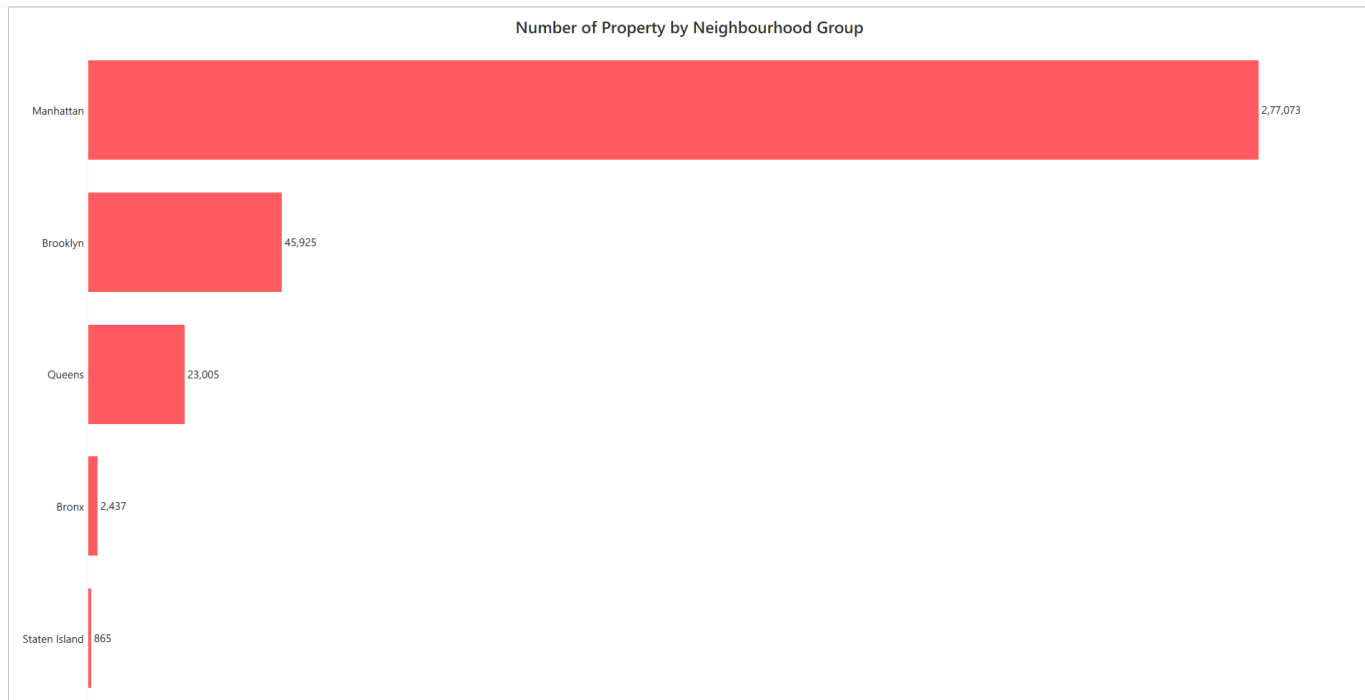 Number of Property by Neighbourhood Group
Manhattan 2,77,073
Brooklyn 45,925
Queens 23,005
Bronx 2,437
Staten Island 865